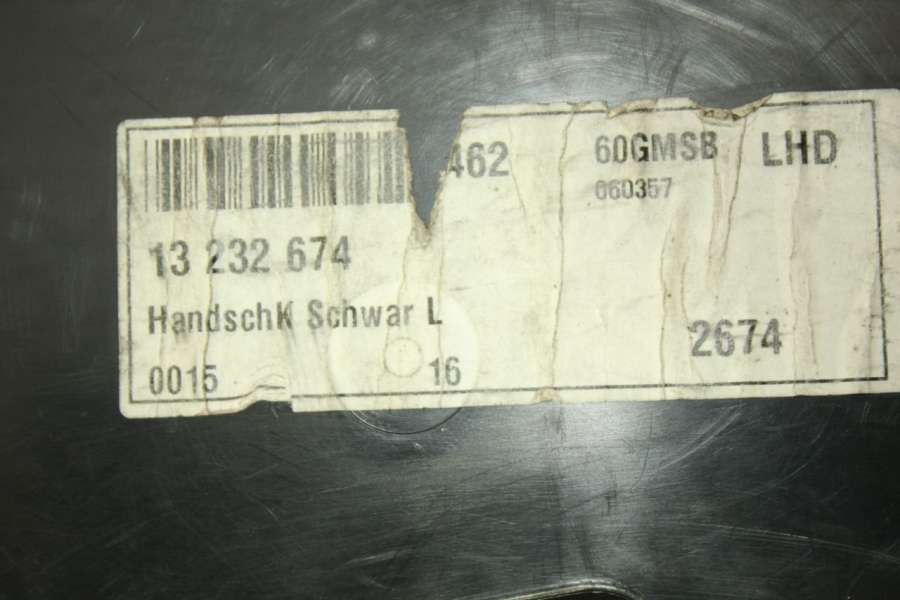 462 60GMSB LHD
060357
13 232 674
HandschK Schwar L
2674
0015 16